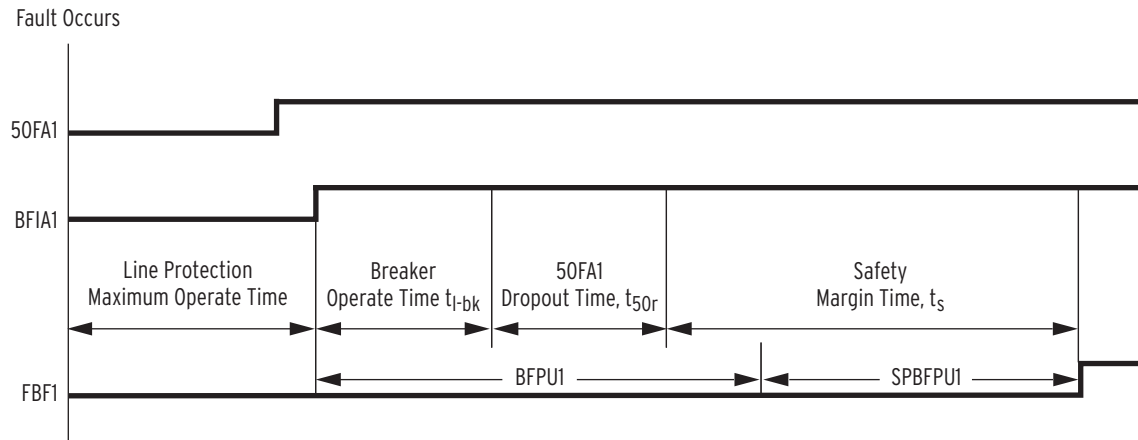 Fault Occurs
50FA1
BFIA1
Line Protection
Maximum Operate Time
Breaker
Operate Time tl-bk
50FA1
Dropout Time, t50r
Safety
Margin Time, ts
FBF1
BFPU1
SPBFPU1